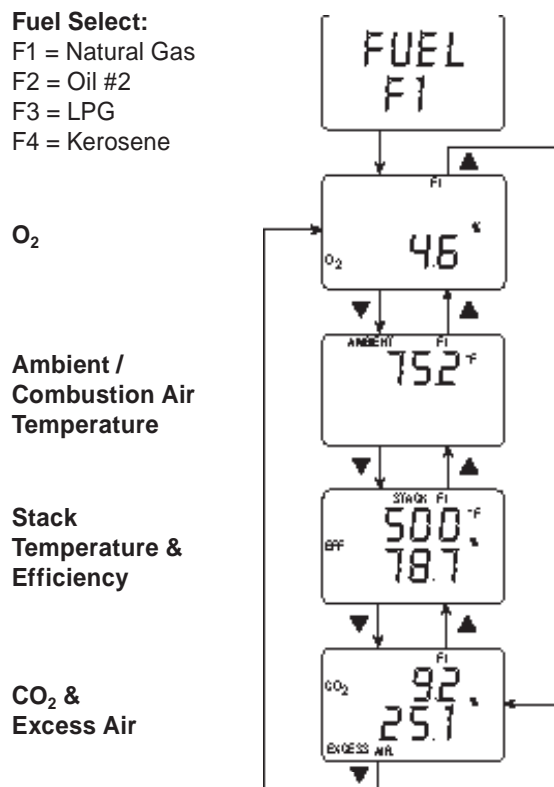 Fuel Select:
F1 = Natural Gas
F2 = Oil #2
F3 = LPG
F4 = Kerosene
FUEL
F1
O₂
F1
O₂ 4.6 %
Ambient /
Combustion Air
Temperature
AMBIENT F1
75.2 °F
Stack
Temperature &
Efficiency
STACK F1
500 °F
EFF 78.7 %
CO₂ &
Excess Air
F1
CO₂ 9.2 %
25.1
EXCESS AIR